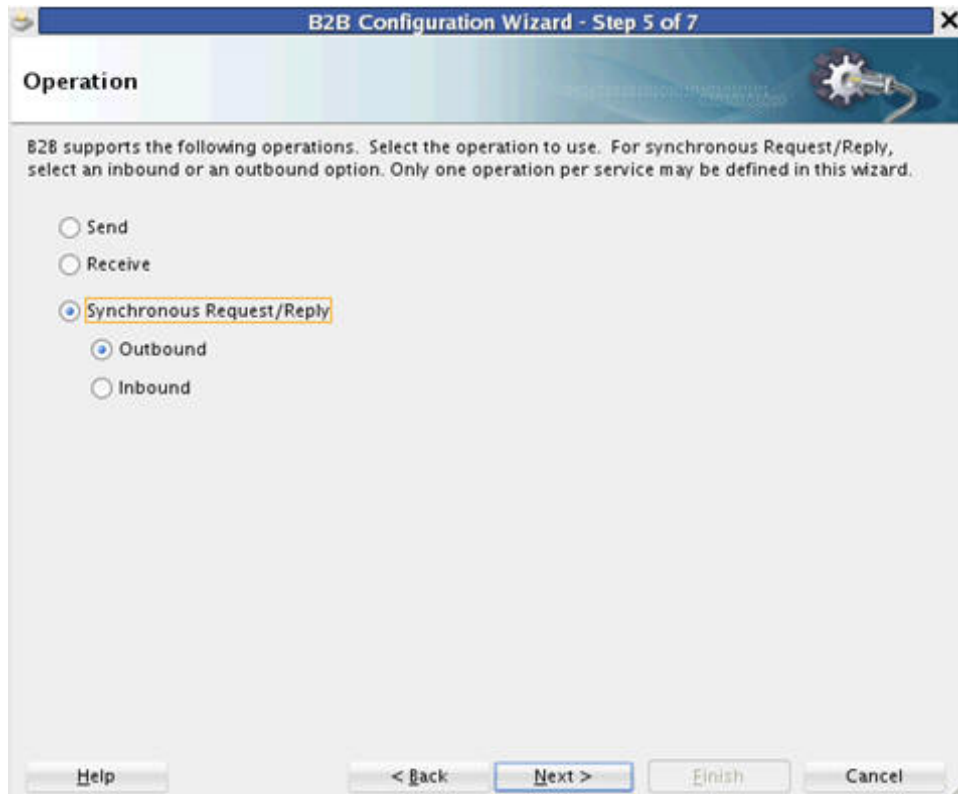 B2B Configuration Wizard - Step 5 of 7
Operation
B2B supports the following operations. Select the operation to use. For synchronous Request/Reply,
select an inbound or an outbound option. Only one operation per service may be defined in this wizard.
Send
Receive
Synchronous Request/Reply
Outbound
Inbound
Help
< Back
Next >
Finish
Cancel